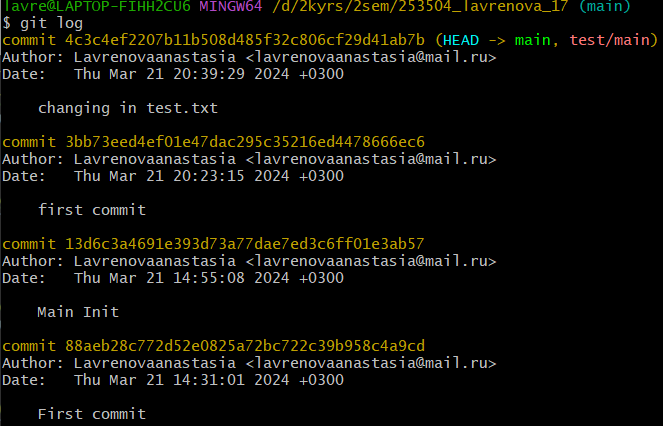 lavre@LAPTOP-FIHH2CU6 MINGW64 /d/2kyrs/2sem/253504_lavrenova_17 (main)
$ git log
commit 4c3c4ef2207b11b508d485f32c806cf29d41ab7b (HEAD -> main, test/main)
Author: Lavrenovaanastasia <lavrenovaanastasia@mail.ru>
Date:   Thu Mar 21 20:39:29 2024 +0300
changing in test.txt
commit 3bb73eed4ef01e47dac295c35216ed4478666ec6
Author: Lavrenovaanastasia <lavrenovaanastasia@mail.ru>
Date:   Thu Mar 21 20:23:15 2024 +0300
first commit
commit 13d6c3a4691e393d73a77dae7ed3c6ff01e3ab57
Author: Lavrenovaanastasia <lavrenovaanastasia@mail.ru>
Date:   Thu Mar 21 14:55:08 2024 +0300
Main Init
commit 88aeb28c772d52e0825a72bc722c39b958c4a9cd
Author: Lavrenovaanastasia <lavrenovaanastasia@mail.ru>
Date:   Thu Mar 21 14:31:01 2024 +0300
First commit